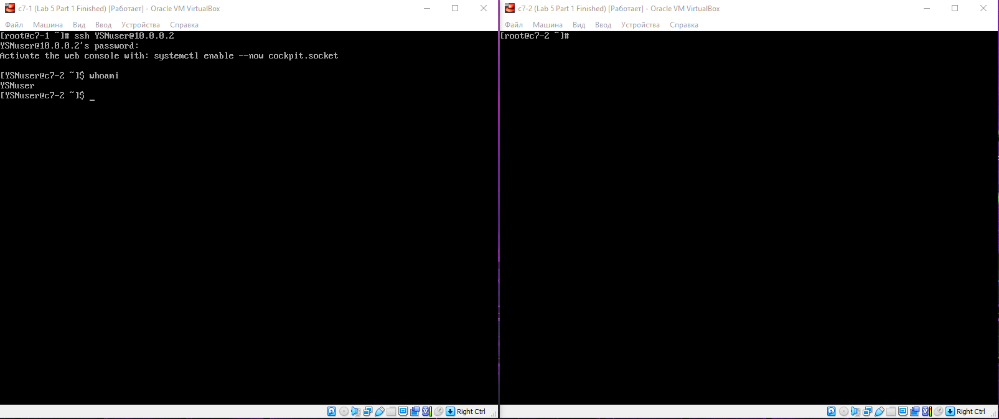 c7-1 (Lab 5 Part 1 Finished) [Работает] - Oracle VM VirtualBox
Файл Машина Вид Ввод Устройства Справка
[root@c7-1 ~]# ssh YSNuser@10.0.0.2
YSNuser@10.0.0.2's password:
Activate the web console with: systemctl enable --now cockpit.socket
[YSNuser@c7-2 ~]$ whoami
YSNuser
[YSNuser@c7-2 ~]$ _
Right Ctrl
c7-2 (Lab 5 Part 1 Finished) [Работает] - Oracle VM VirtualBox
Файл Машина Вид Ввод Устройства Справка
[root@c7-2 ~]#
Right Ctrl